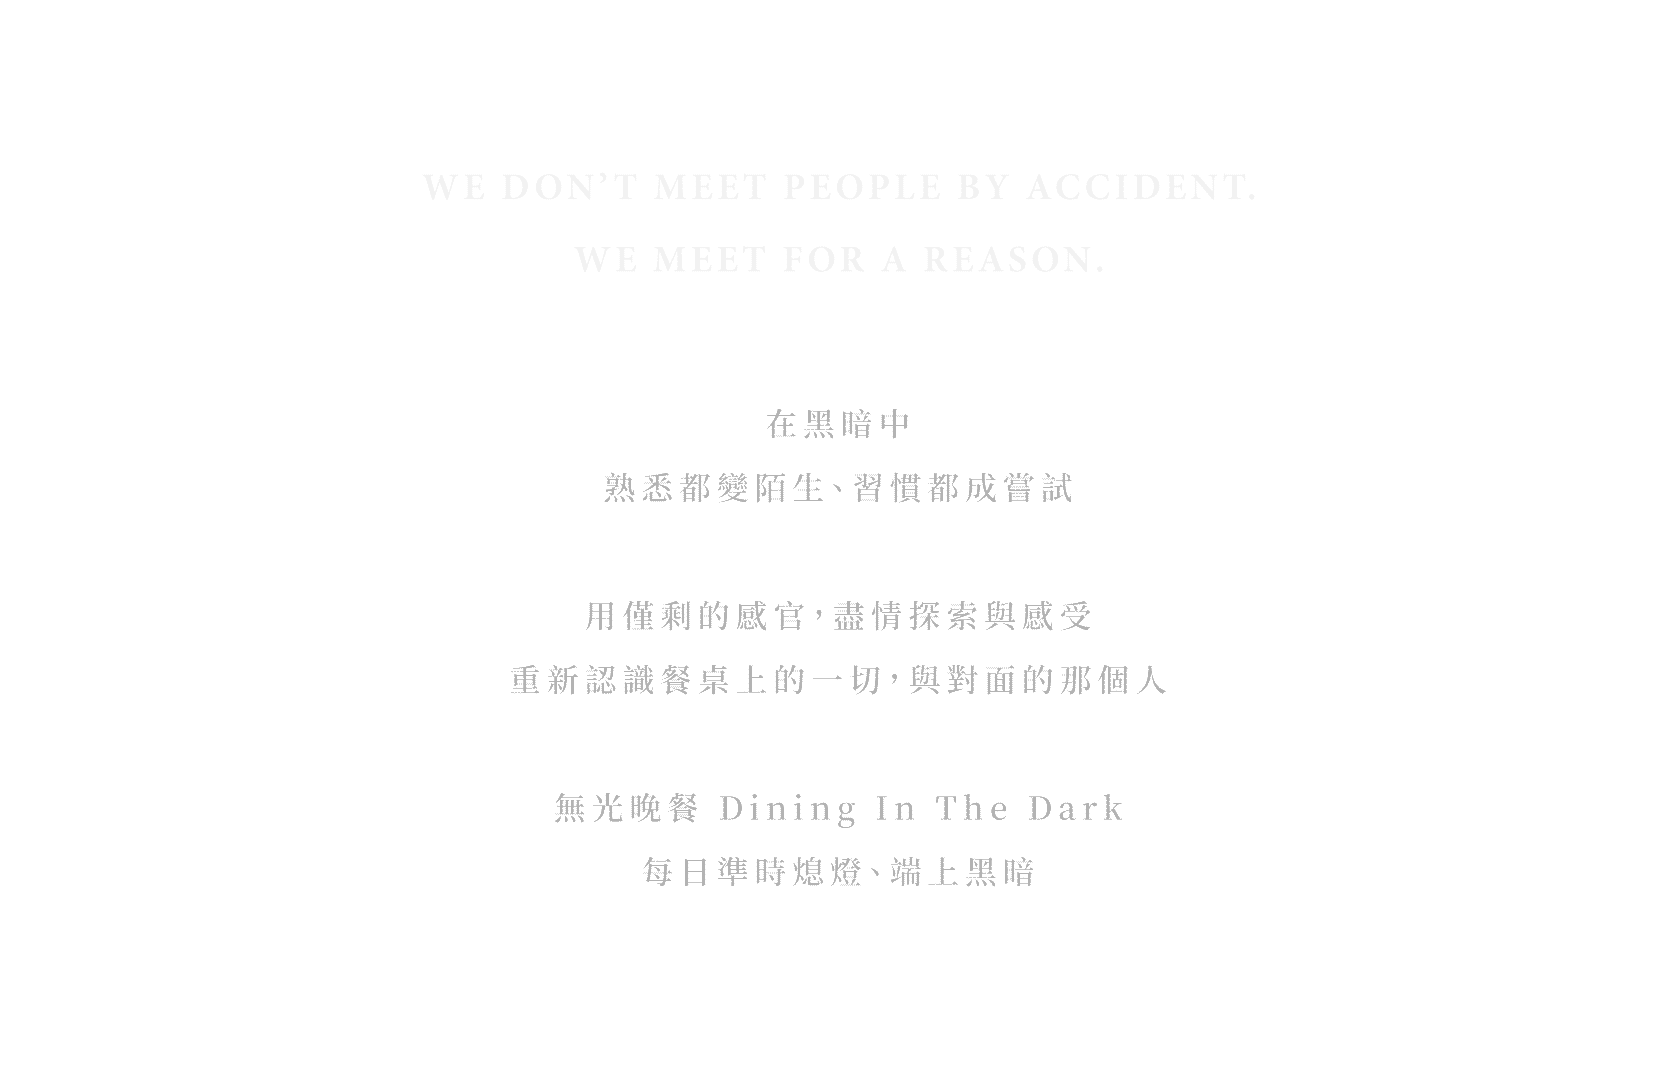 WE DON’T MEET PEOPLE BY ACCIDENT.
WE MEET FOR A REASON.
在黑暗中
熟悉都變陌生、習慣都成嘗試
用僅剩的感官，盡情探索與感受
重新認識餐桌上的一切，與對面的那個人
無光晚餐 Dining In The Dark
每日準時熄燈、端上黑暗